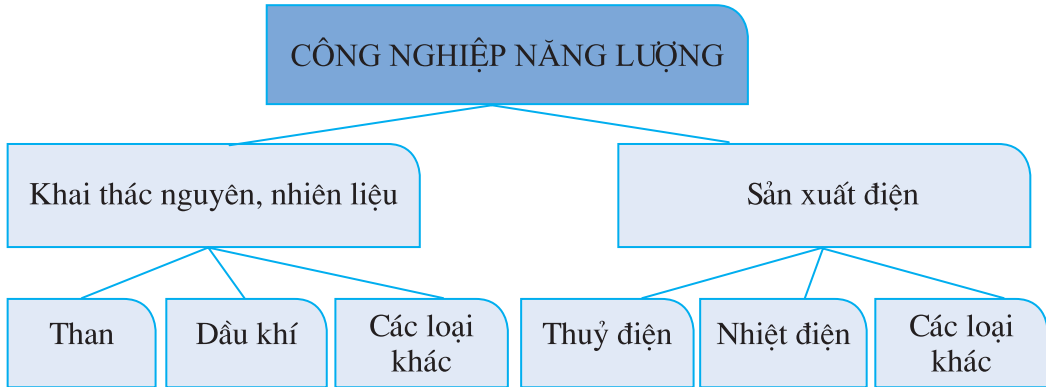 CÔNG NGHIỆP NĂNG LƯỢNG
Khai thác nguyên, nhiên liệu
Sản xuất điện
Than
Dầu khí
Các loại
khác
Thuỷ điện
Nhiệt điện
Các loại
khác